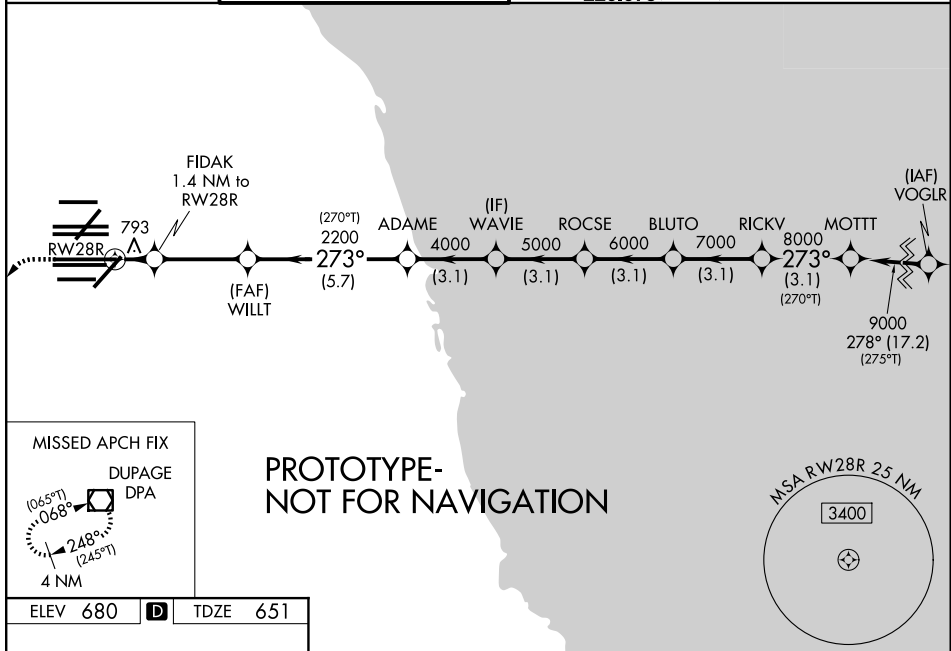 FIDAK
1.4 NM to
RW28R
793
RW28R
(FAF)
WILLT
(270°T)
2200
273°
(5.7)
ADAME
4000
(3.1)
(IF)
WAVIE
5000
(3.1)
ROCSE
6000
(3.1)
BLUTO
7000
(3.1)
RICKV
8000
273°
(3.1)
(270°T)
MOTTT
(IAF)
VOGLR
9000
278° (17.2)
(275°T)
MISSED APCH FIX
DUPAGE
DPA
(065°T)
068°
248°
(245°T)
4 NM
PROTOTYPE-
NOT FOR NAVIGATION
MSA RW28R 25 NM
3400
ELEV 680 D TDZE 651